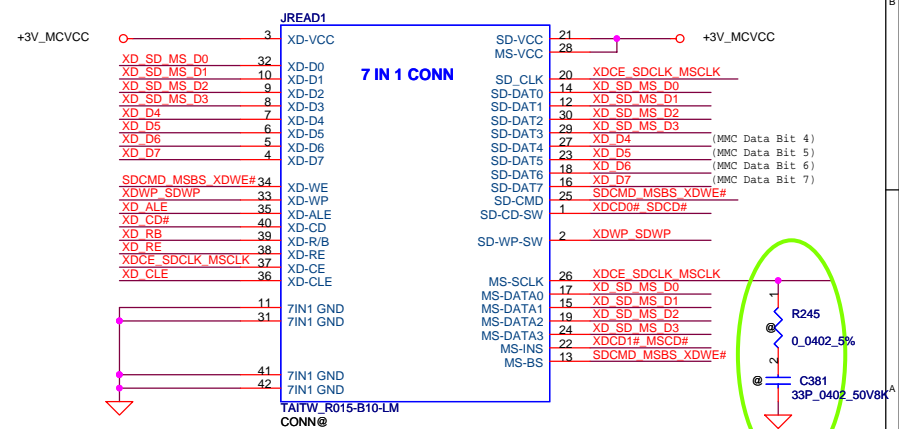 JREAD1
7 IN 1 CONN
+3V_MCVCC 3 XD-VCC
XD_SD_MS_D0 32 XD-D0
XD_SD_MS_D1 10 XD-D1
XD_SD_MS_D2 9 XD-D2
XD_SD_MS_D3 8 XD-D3
XD_D4 7 XD-D4
XD_D5 6 XD-D5
XD_D6 5 XD-D6
XD_D7 4 XD-D7
SDCMD_MSBS_XDWE# 34 XD-WE
XDWP_SDWP 33 XD-WP
XD_ALE 35 XD-ALE
XD_CD# 40 XD-CD
XD_RB 39 XD-R/B
XD_RE 38 XD-RE
XDCE_SDCLK_MSCLK 37 XD-CE
XD_CLE 36 XD-CLE
11 7IN1 GND
31 7IN1 GND
41 7IN1 GND
42 7IN1 GND
SD-VCC 21 +3V_MCVCC
MS-VCC 28
SD_CLK 20 XDCE_SDCLK_MSCLK
SD-DAT0 14 XD_SD_MS_D0
SD-DAT1 12 XD_SD_MS_D1
SD-DAT2 30 XD_SD_MS_D2
SD-DAT3 29 XD_SD_MS_D3
SD-DAT4 27 XD_D4 (MMC Data Bit 4)
SD-DAT5 23 XD_D5 (MMC Data Bit 5)
SD-DAT6 18 XD_D6 (MMC Data Bit 6)
SD-DAT7 16 XD_D7 (MMC Data Bit 7)
SD-CMD 25 SDCMD_MSBS_XDWE#
SD-CD-SW 1 XDCD0#_SDCD#
SD-WP-SW 2 XDWP_SDWP
MS-SCLK 26 XDCE_SDCLK_MSCLK
MS-DATA0 17 XD_SD_MS_D0
MS-DATA1 15 XD_SD_MS_D1
MS-DATA2 19 XD_SD_MS_D2
MS-DATA3 24 XD_SD_MS_D3
MS-INS 22 XDCD1#_MSCD#
MS-BS 13 SDCMD_MSBS_XDWE#
TAITW_R015-B10-LM
CONN@
1
R245
@
0_0402_5%
2
@
C381
33P_0402_50V8K
B
A